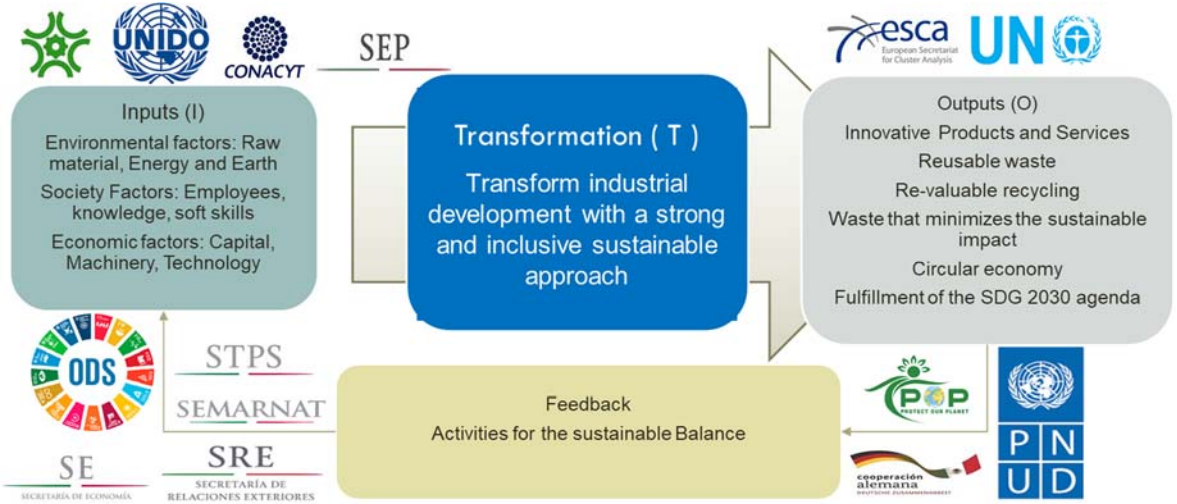 UNIDO
CONACYT
SEP
esca
European Secretariat
for Cluster Analysis
UN
Inputs (I)
Environmental factors: Raw
material, Energy and Earth
Society Factors: Employees,
knowledge, soft skills
Economic factors: Capital,
Machinery, Technology
Transformation ( T )
Transform industrial
development with a strong
and inclusive sustainable
approach
Outputs (O)
Innovative Products and Services
Reusable waste
Re-valuable recycling
Waste that minimizes the sustainable
impact
Circular economy
Fulfillment of the SDG 2030 agenda
ODS
STPS
SEMARNAT
SE
SECRETARÍA DE ECONOMÍA
SRE
SECRETARÍA DE
RELACIONES EXTERIORES
Feedback
Activities for the sustainable Balance
POP
PROTECT OUR PLANET
cooperación
alemana
DEUTSCHE ZUSAMMENARBEIT
P N
U D